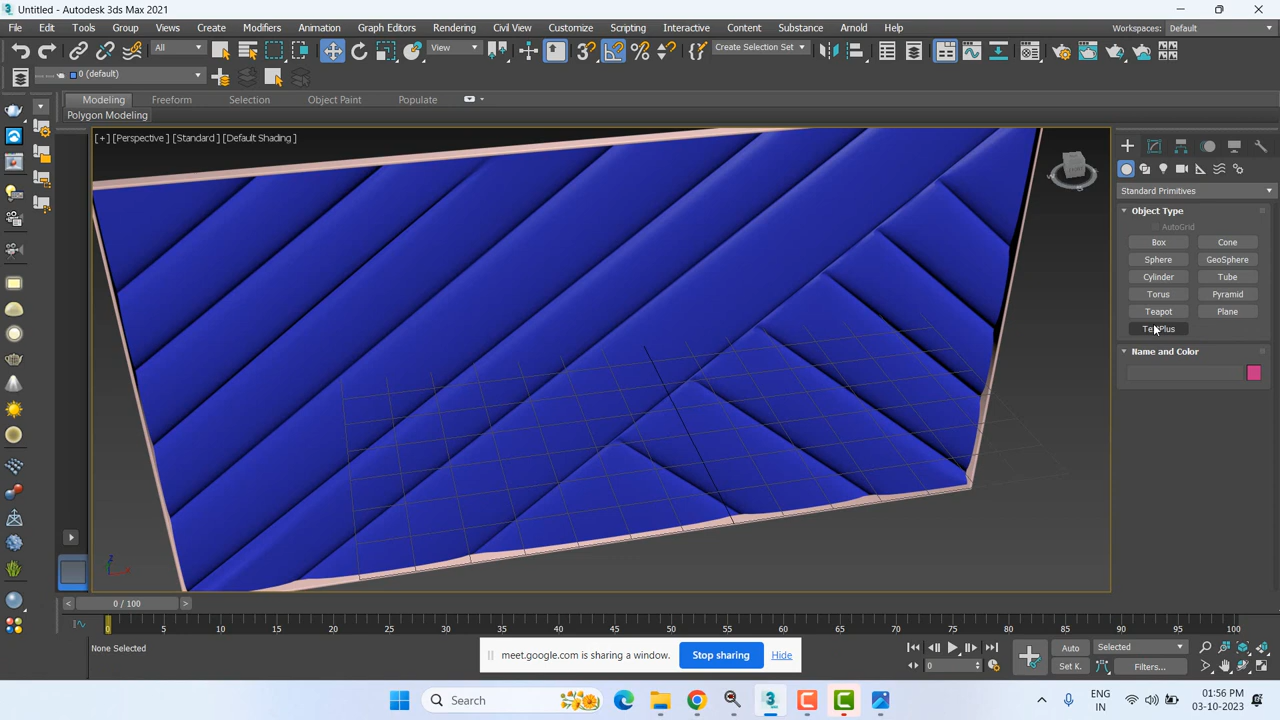 Untitled - Autodesk 3ds Max 2021
File Edit Tools Group Views Create Modifiers Animation Graph Editors Rendering Civil View Customize Scripting Interactive Content Substance Arnold Help Workspaces: Default
All View Create Selection Set
0 (default)
Modeling Freeform Selection Object Paint Populate
Polygon Modeling
[+] [Perspective ] [Standard ] [Default Shading ]
Standard Primitives
Object Type
AutoGrid
Box Cone
Sphere GeoSphere
Cylinder Tube
Torus Pyramid
Teapot Plane
Name and Color
< 0 / 100 >
0 5 10 15 20 25 30 35 40 45 50 55 60 65 70 75 80 85 90 95 100
None Selected
meet.google.com is sharing a window. Stop sharing Hide
Auto Selected
0 Set K. Filters...
Search
ENG
IN
01:56 PM
03-10-2023